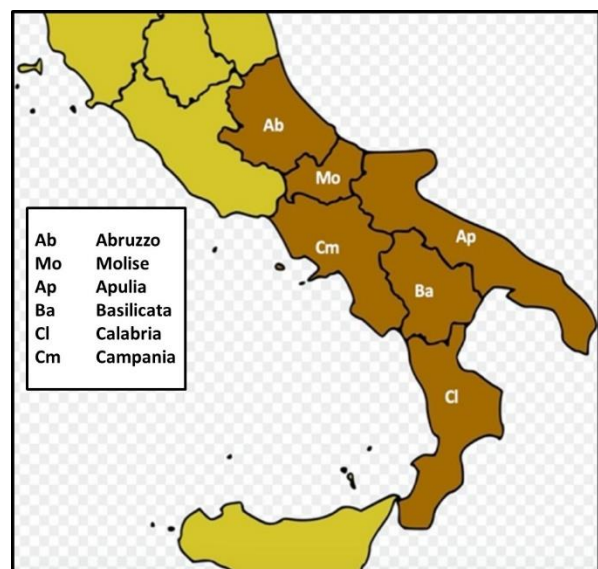 Ab
Mo
Ap
Cm
Ba
Cl
Ab Abruzzo
Mo Molise
Ap Apulia
Ba Basilicata
Cl Calabria
Cm Campania